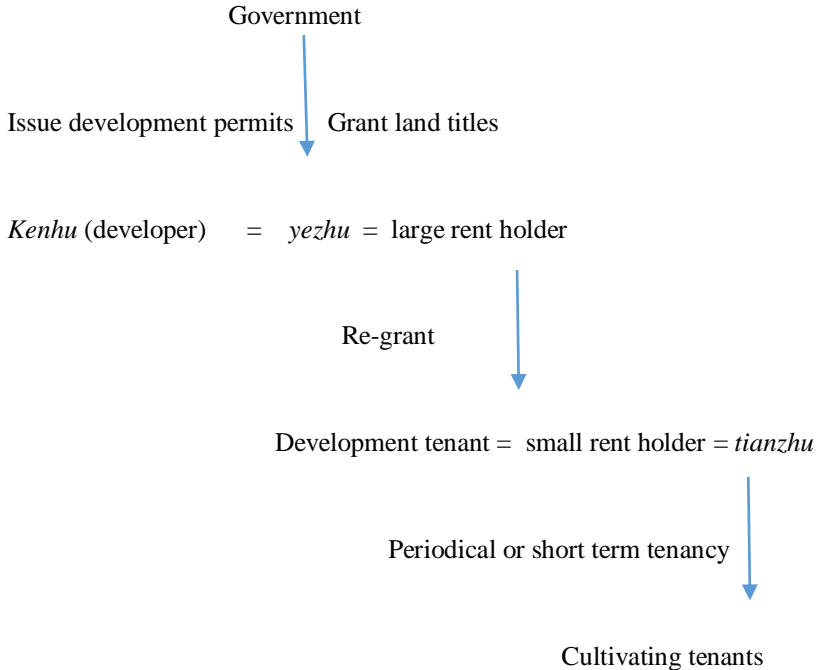 Government
Issue development permits Grant land titles
Kenhu (developer) = yezhu = large rent holder
Re-grant
Development tenant = small rent holder = tianzhu
Periodical or short term tenancy
Cultivating tenants